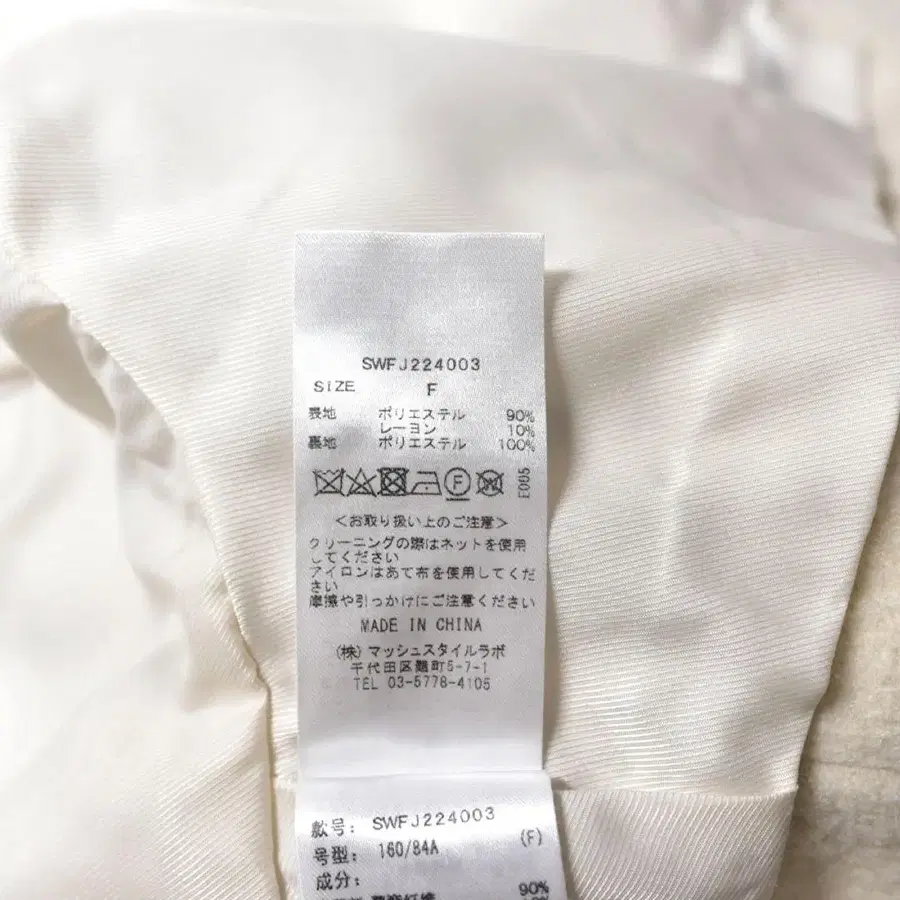 SWFJ224003
SIZE F
表地 ポリエステル 90%
レーヨン 10%
裏地 ポリエステル 100%
F W
E005
<お取り扱い上のご注意>
クリーニングの際はネットを使用
してください
アイロンはあて布を使用してくだ
さい
摩擦や引っかけにご注意ください
MADE IN CHINA
(株)マッシュスタイルラボ
千代田区麹町5-7-1
TEL 03-5778-4105
款号: SWFJ224003
号型: 160/84A (F)
成分:
90%